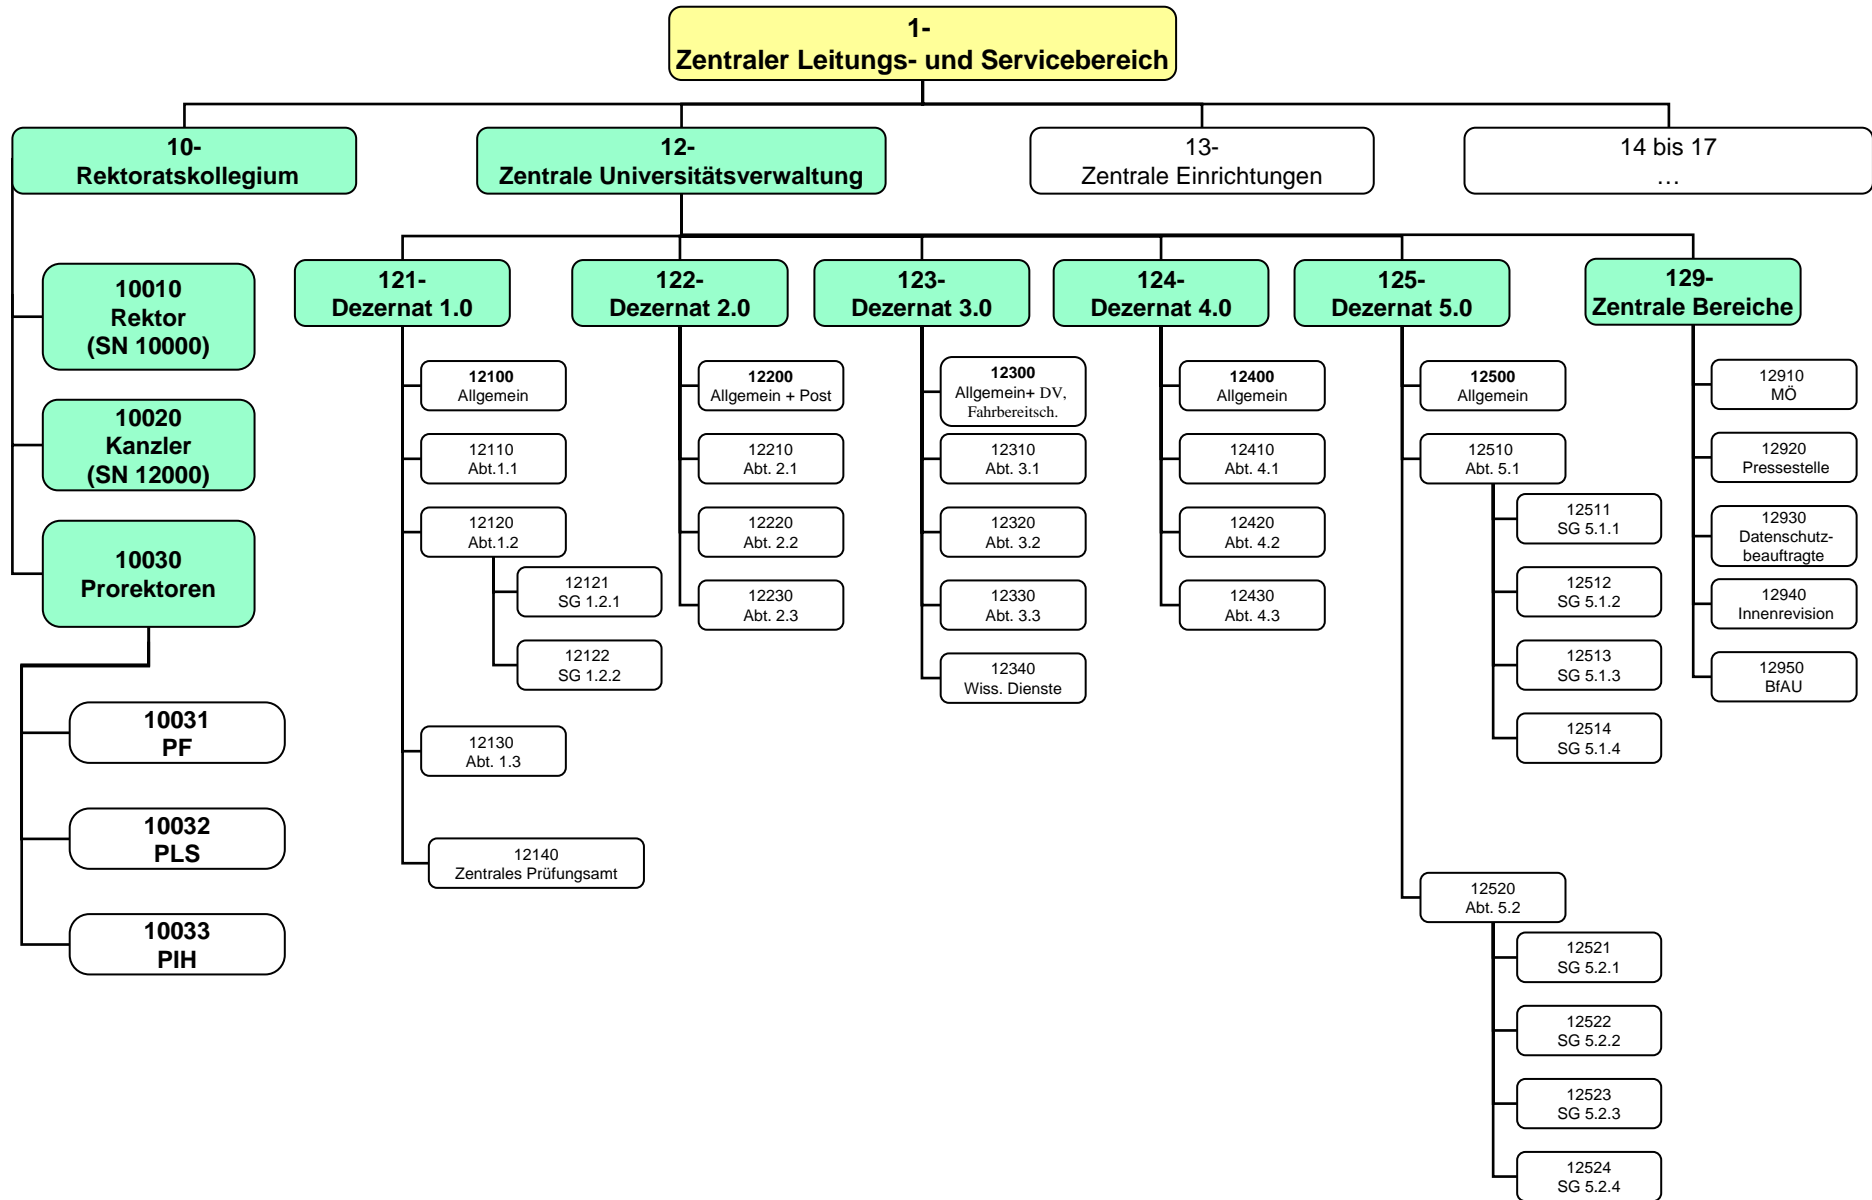 1-
Zentraler Leitungs- und Servicebereich
10-
Rektoratskollegium
12-
Zentrale Universitätsverwaltung
13-
Zentrale Einrichtungen
14 bis 17
…
10010
Rektor
(SN 10000)
10020
Kanzler
(SN 12000)
10030
Prorektoren
10031
PF
10032
PLS
10033
PIH
121-
Dezernat 1.0
12100
Allgemein
12110
Abt.1.1
12120
Abt.1.2
12121
SG 1.2.1
12122
SG 1.2.2
12130
Abt. 1.3
12140
Zentrales Prüfungsamt
122-
Dezernat 2.0
12200
Allgemein + Post
12210
Abt. 2.1
12220
Abt. 2.2
12230
Abt. 2.3
123-
Dezernat 3.0
12300
Allgemein+ DV,
Fahrbereitsch.
12310
Abt. 3.1
12320
Abt. 3.2
12330
Abt. 3.3
12340
Wiss. Dienste
124-
Dezernat 4.0
12400
Allgemein
12410
Abt. 4.1
12420
Abt. 4.2
12430
Abt. 4.3
125-
Dezernat 5.0
12500
Allgemein
12510
Abt. 5.1
12511
SG 5.1.1
12512
SG 5.1.2
12513
SG 5.1.3
12514
SG 5.1.4
12520
Abt. 5.2
12521
SG 5.2.1
12522
SG 5.2.2
12523
SG 5.2.3
12524
SG 5.2.4
129-
Zentrale Bereiche
12910
MÖ
12920
Pressestelle
12930
Datenschutz-
beauftragte
12940
Innenrevision
12950
BfAU